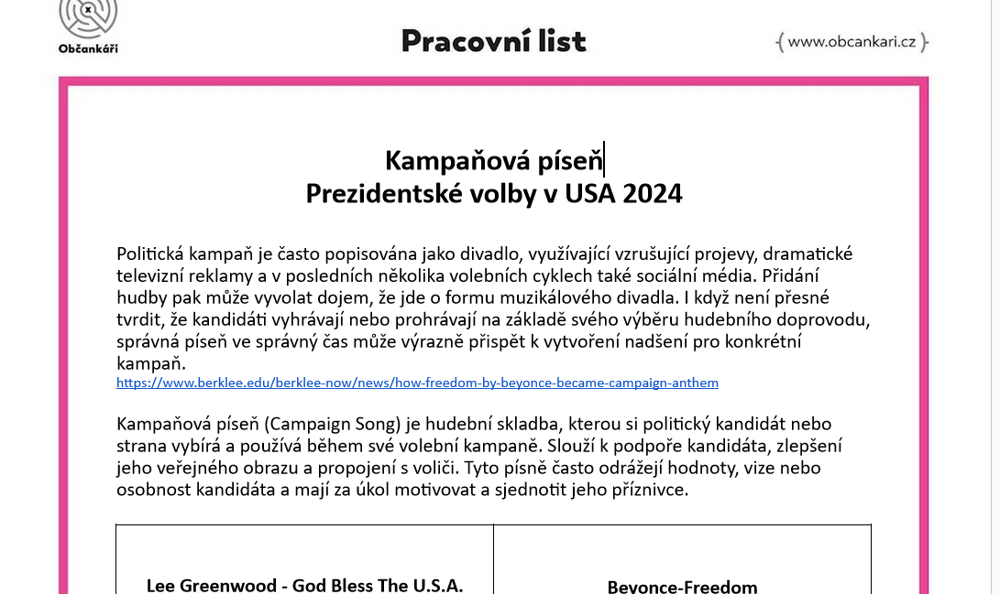 x
Občankáři
Pracovní list
-{ www.obcankari.cz }-
Kampaňová píseň
Prezidentské volby v USA 2024
Politická kampaň je často popisována jako divadlo, využívající vzrušující projevy, dramatické
televizní reklamy a v posledních několika volebních cyklech také sociální média. Přidání
hudby pak může vyvolat dojem, že jde o formu muzikálového divadla. I když není přesné
tvrdit, že kandidáti vyhrávají nebo prohrávají na základě svého výběru hudebního doprovodu,
správná píseň ve správný čas může výrazně přispět k vytvoření nadšení pro konkrétní
kampaň.
https://www.berklee.edu/berklee-now/news/how-freedom-by-beyonce-became-campaign-anthem
Kampaňová píseň (Campaign Song) je hudební skladba, kterou si politický kandidát nebo
strana vybírá a používá během své volební kampaně. Slouží k podpoře kandidáta, zlepšení
jeho veřejného obrazu a propojení s voliči. Tyto písně často odrážejí hodnoty, vize nebo
osobnost kandidáta a mají za úkol motivovat a sjednotit jeho příznivce.
Lee Greenwood - God Bless The U.S.A.
Beyonce-Freedom